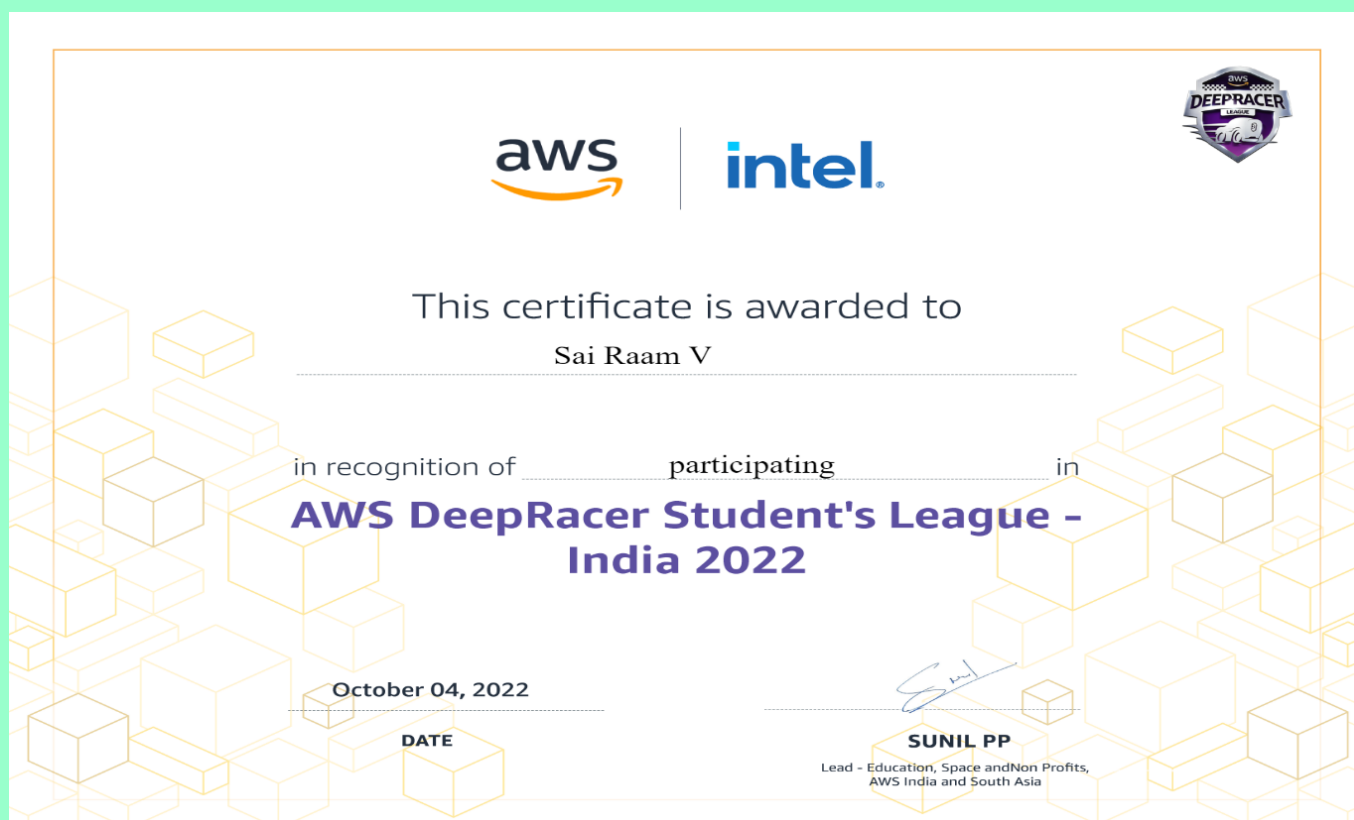 aws
DEEPRACER
LEAGUE
aws
intel.
This certificate is awarded to
Sai Raam V
in recognition of participating in
AWS DeepRacer Student's League -
India 2022
October 04, 2022
DATE
SUNIL PP
Lead - Education, Space andNon Profits,
AWS India and South Asia